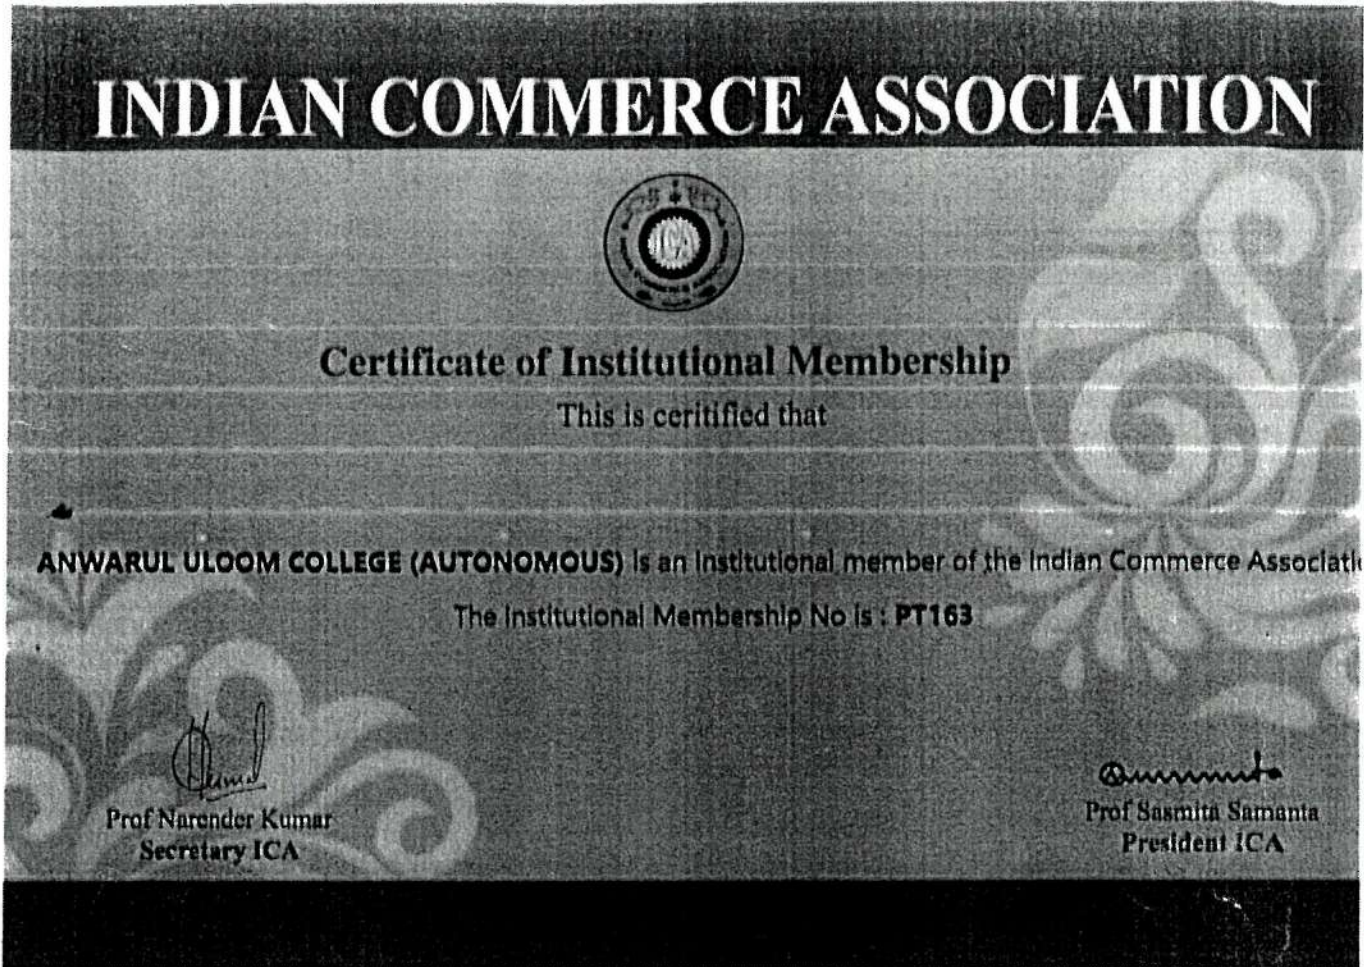 INDIAN COMMERCE ASSOCIATION
ICA
Certificate of Institutional Membership
This is ceritified that
ANWARUL ULOOM COLLEGE (AUTONOMOUS) is an institutional member of the Indian Commerce Associati
The Institutional Membership No is : PT163
Prof Narender Kumar
Secretary ICA
Prof Sasmita Samanta
President ICA